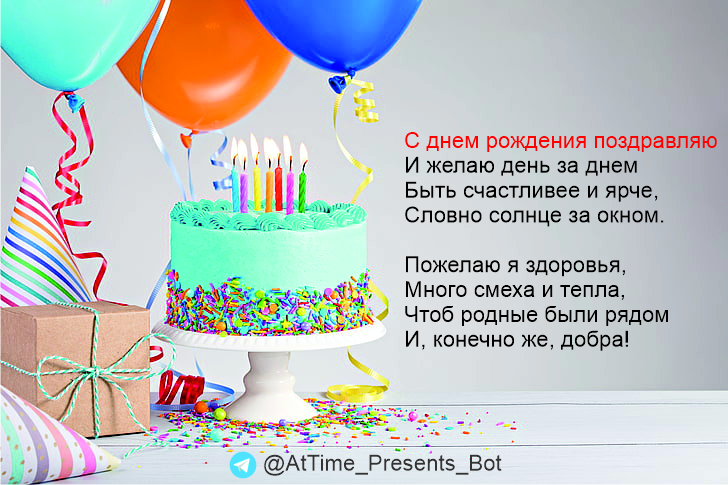 С днем рождения поздравляю
И желаю день за днем
Быть счастливее и ярче,
Словно солнце за окном.

Пожелаю я здоровья,
Много смеха и тепла,
Чтоб родные были рядом
И, конечно же, добра!

@AtTime_Presents_Bot